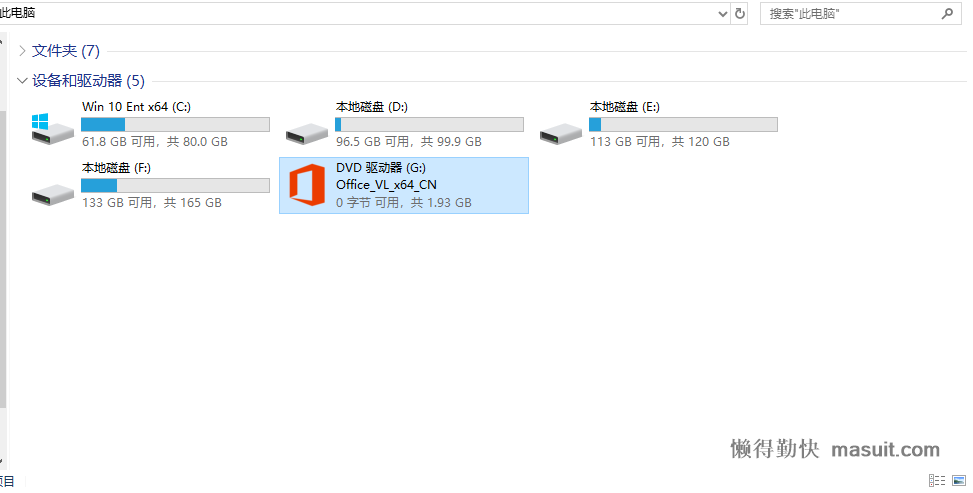 此电脑
搜索"此电脑"
文件夹 (7)
设备和驱动器 (5)
Win 10 Ent x64 (C:)
61.8 GB 可用，共 80.0 GB
本地磁盘 (D:)
96.5 GB 可用，共 99.9 GB
本地磁盘 (E:)
113 GB 可用，共 120 GB
本地磁盘 (F:)
133 GB 可用，共 165 GB
DVD 驱动器 (G:)
Office_VL_x64_CN
0 字节 可用，共 1.93 GB
懒得勤快 masuit.com
项目